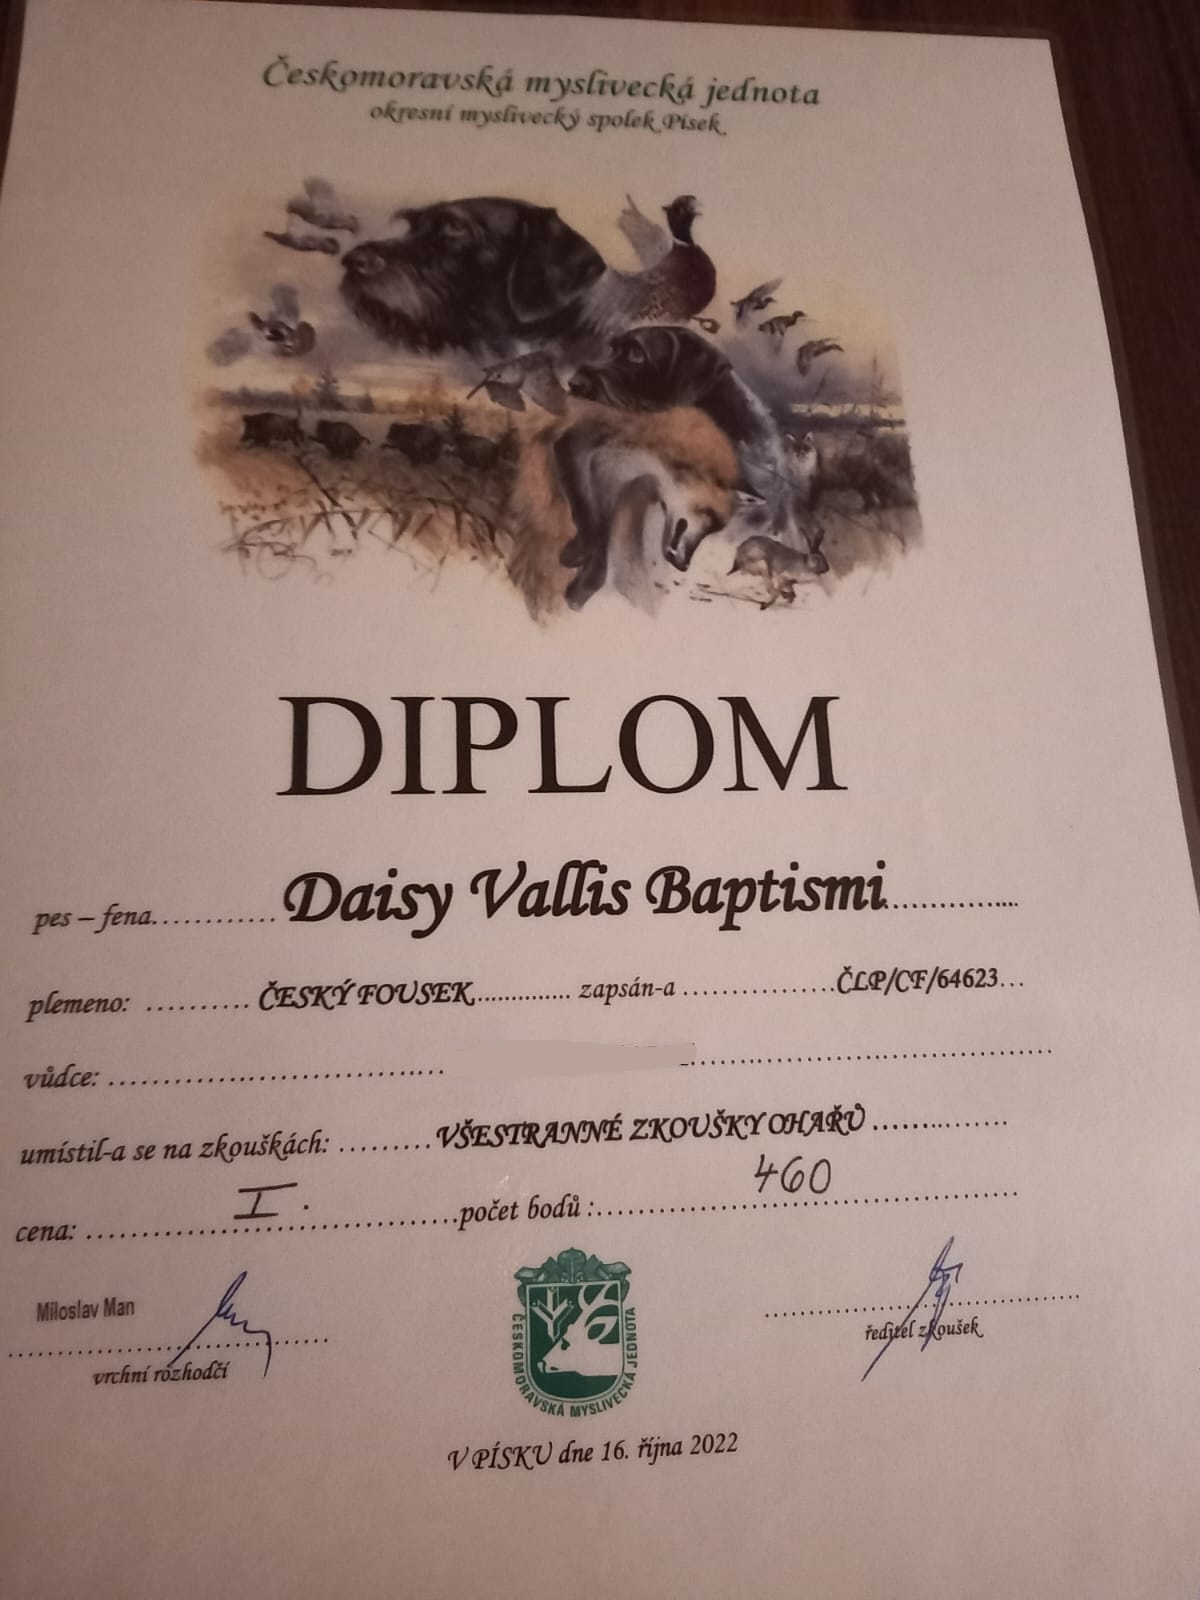 Českomoravská myslivecká jednota
okresní myslivecký spolek Písek
DIPLOM
pes – fena............Daisy Vallis Baptismi...............
plemeno: ..........ČESKÝ FOUSEK............... zapsán-a ................ČLP/CF/64623...
vůdce: ................................. ........................................
umístil-a se na zkouškách: .........VŠESTRANNÉ ZKOUŠKY OHAŘŮ ...............
cena: ............I. ............počet bodů :............460............
Miloslav Man
vrchní rozhodčí
ředitel zkoušek
ČESKOMORAVSKÁ MYSLIVECKÁ JEDNOTA
V PÍSKU dne 16. října 2022